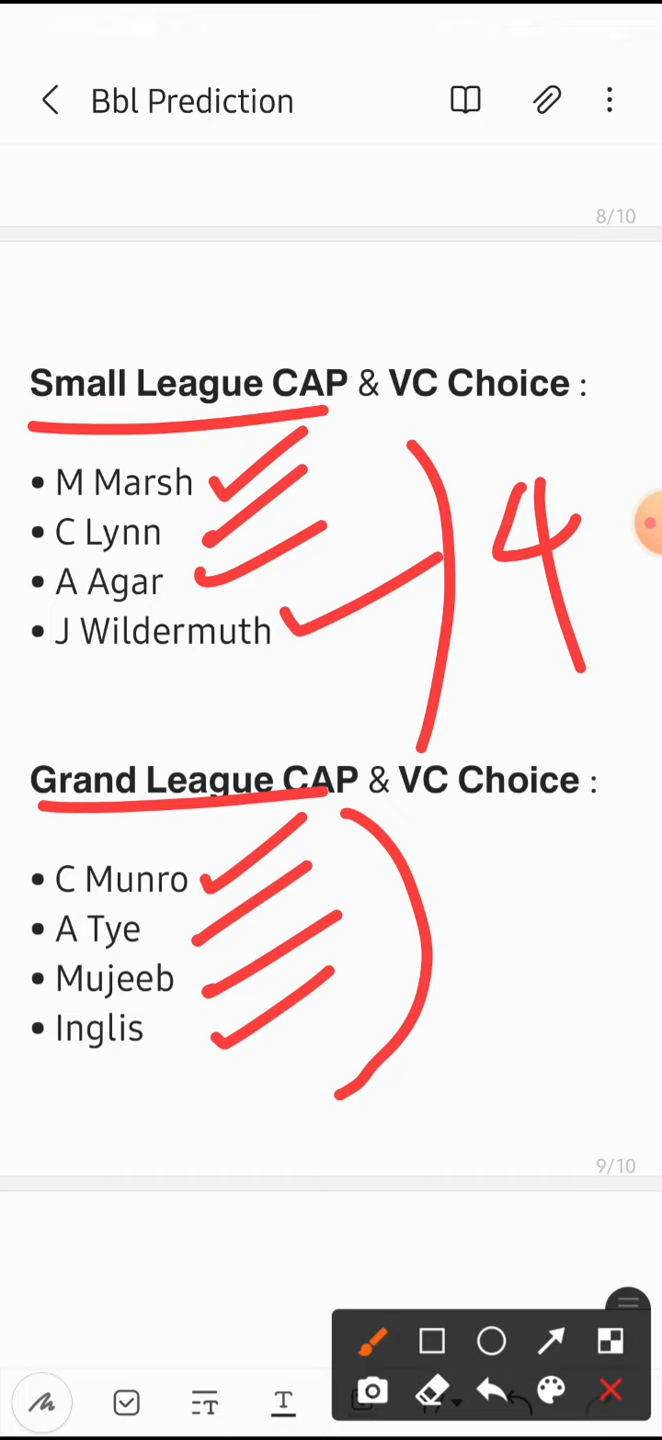 Bbl Prediction
8/10
Small League CAP & VC Choice :
• M Marsh
• C Lynn
• A Agar
• J Wildermuth
4
Grand League CAP & VC Choice :
• C Munro
• A Tye
• Mujeeb
• Inglis
9/10
T
T